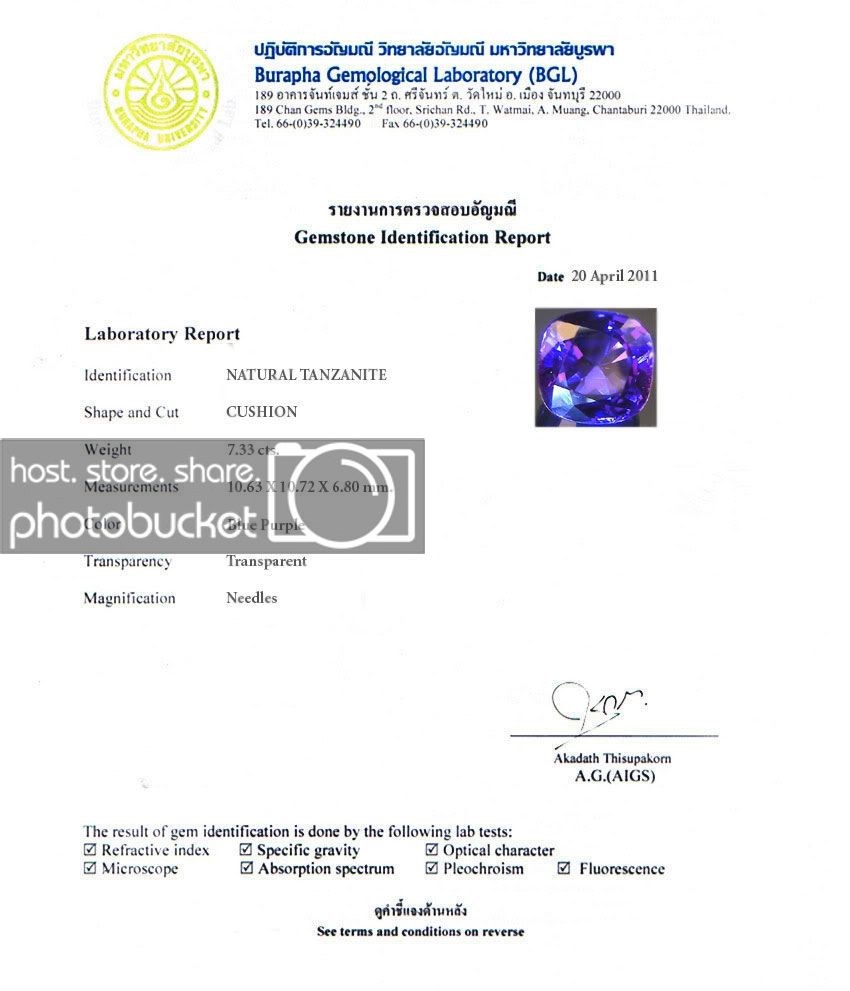 มหาวิทยาลัยบูรพา
BURAPHA UNIVERSITY
ปฏิบัติการอัญมณี วิทยาลัยอัญมณี มหาวิทยาลัยบูรพา
Burapha Gemological Laboratory (BGL)
189 อาคารจันท์เจมส์ ชั้น 2 ถ. ศรีจันทร์ ต. วัดใหม่ อ. เมือง จันทบุรี 22000
189 Chan Gems Bldg., 2nd floor, Srichan Rd., T. Watmai, A. Muang, Chantaburi 22000 Thailand.
Tel. 66-(0)39-324490 Fax 66-(0)39-324490
รายงานการตรวจสอบอัญมณี
Gemstone Identification Report
Date 20 April 2011
Laboratory Report
Identification NATURAL TANZANITE
Shape and Cut CUSHION
Weight 7.33 cts.
host. store. share.
Measurements 10.63 X 10.72 X 6.80 mm.
photobucket
Color Blue Purple
Transparency Transparent
Magnification Needles
Akadath Thisupakorn
A.G.(AIGS)
The result of gem identification is done by the following lab tests:
☑ Refractive index ☑ Specific gravity ☑ Optical character
☑ Microscope ☑ Absorption spectrum ☑ Pleochroism ☑ Fluorescence
ดูคำชี้แจงด้านหลัง
See terms and conditions on reverse